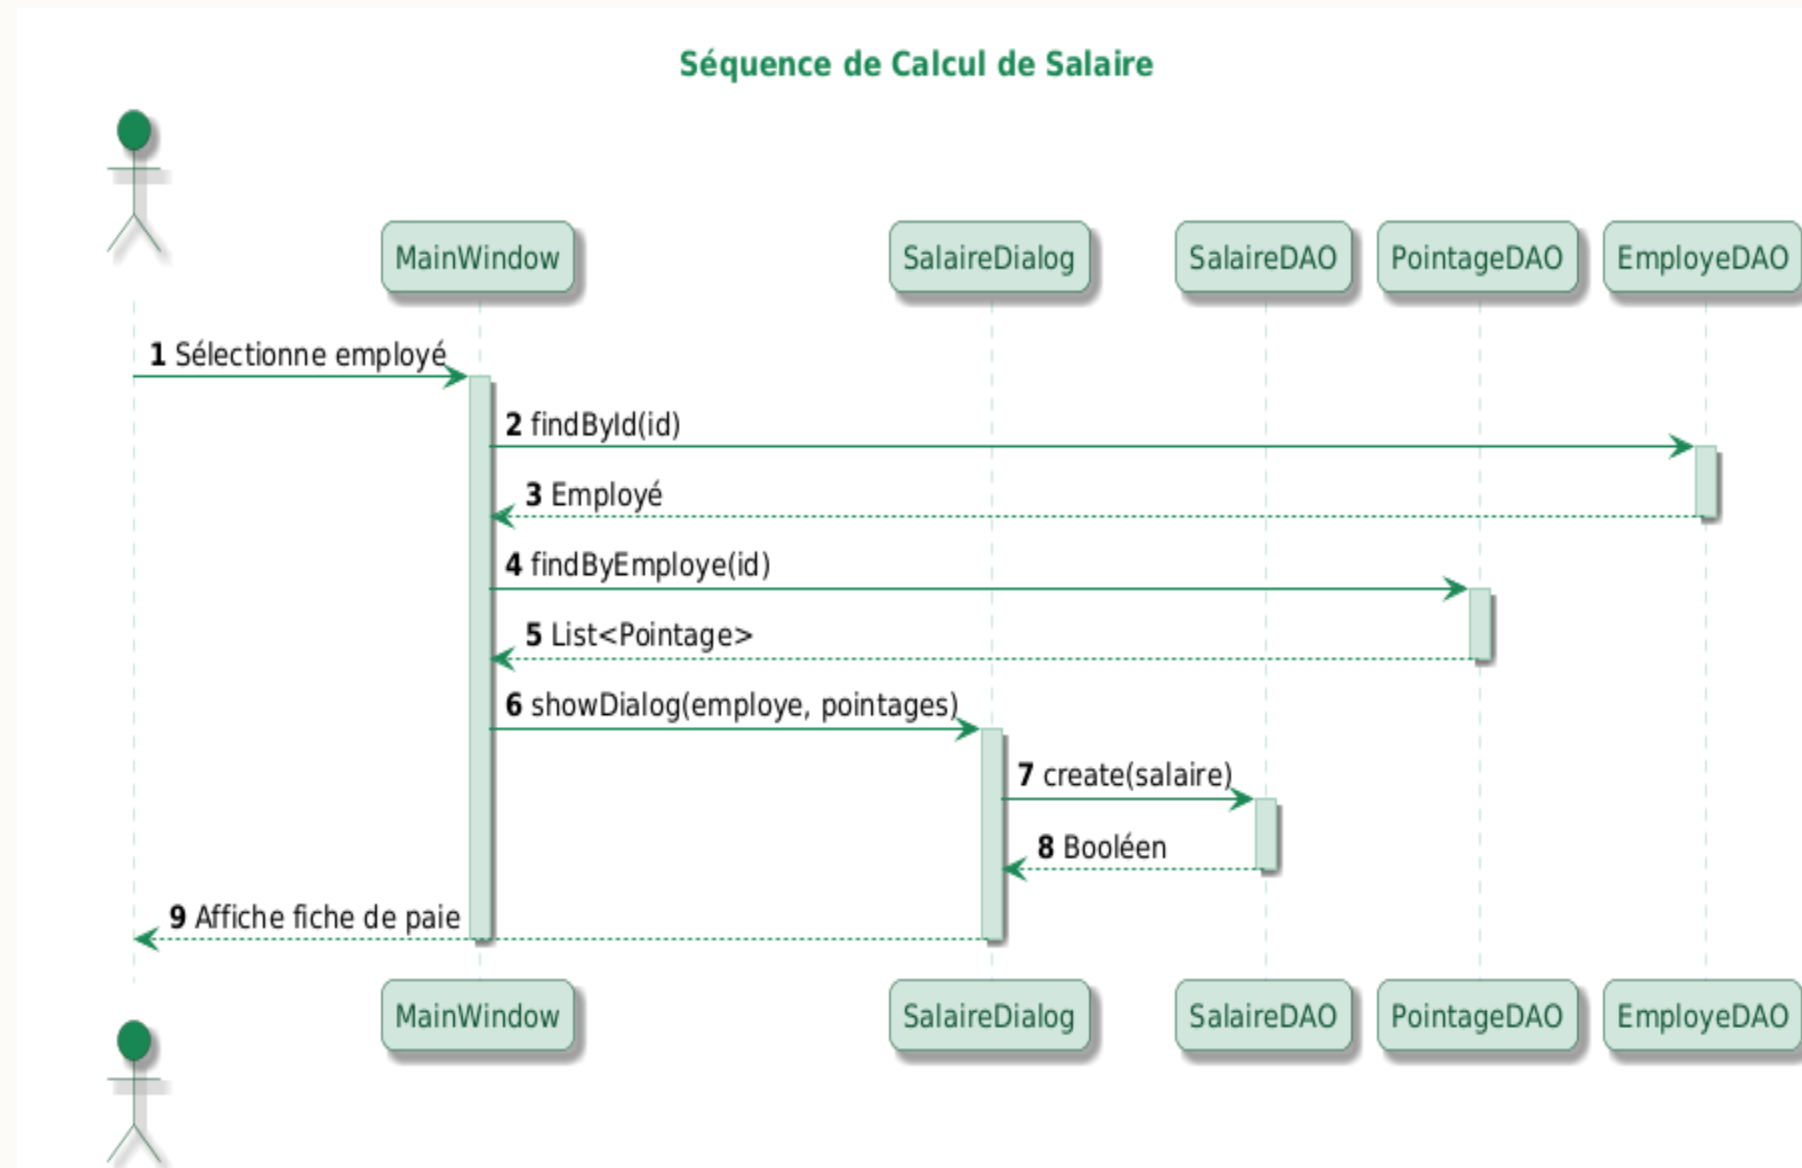 Séquence de Calcul de Salaire
MainWindow
SalaireDialog
SalaireDAO
PointageDAO
EmployeDAO
1 Sélectionne employé
2 findById(id)
3 Employé
4 findByEmploye(id)
5 List<Pointage>
6 showDialog(employe, pointages)
7 create(salaire)
8 Booléen
9 Affiche fiche de paie
MainWindow
SalaireDialog
SalaireDAO
PointageDAO
EmployeDAO